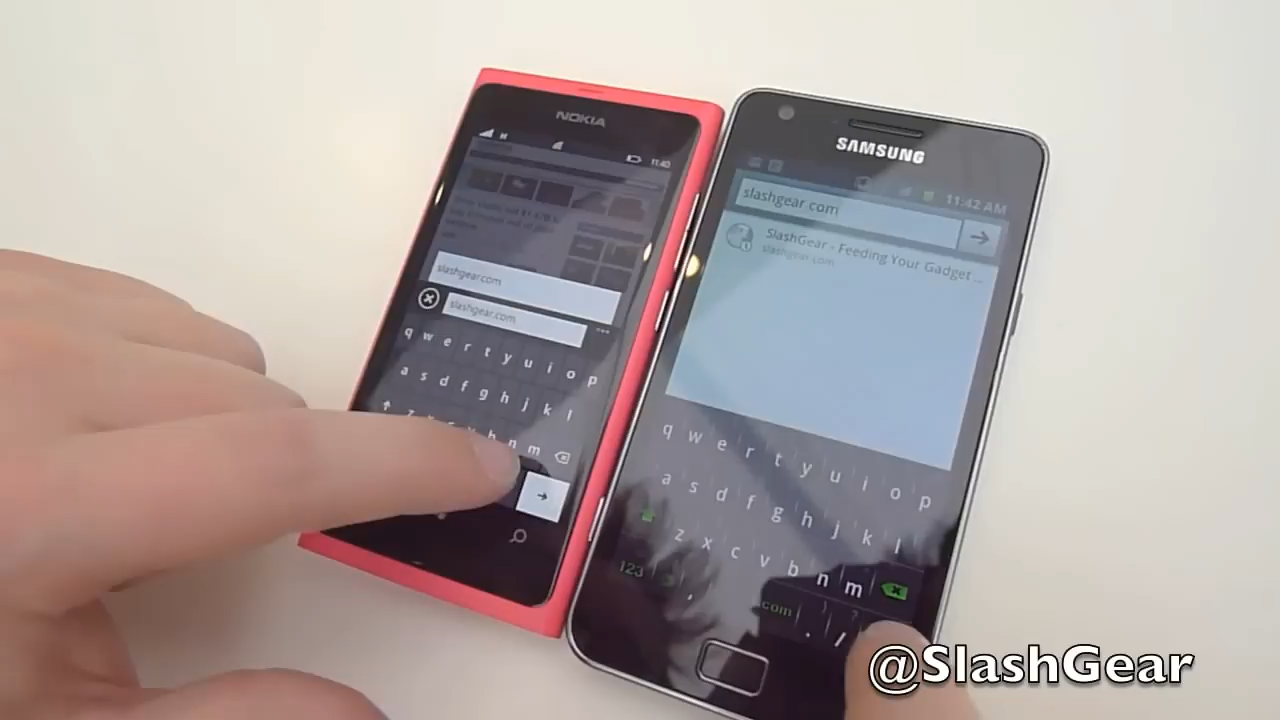 NOKIA
11:40
slashgear.com
slashgear.com
q w e r t y u i o p
a s d f g h j k l
n m
SAMSUNG
11:42 AM
slashgear.com
SlashGear - Feeding Your Gadget ...
slashgear.com
q w e r t y u i o p
a s d f g h j k l
z x c v b n m
123 , .com . /
@SlashGear